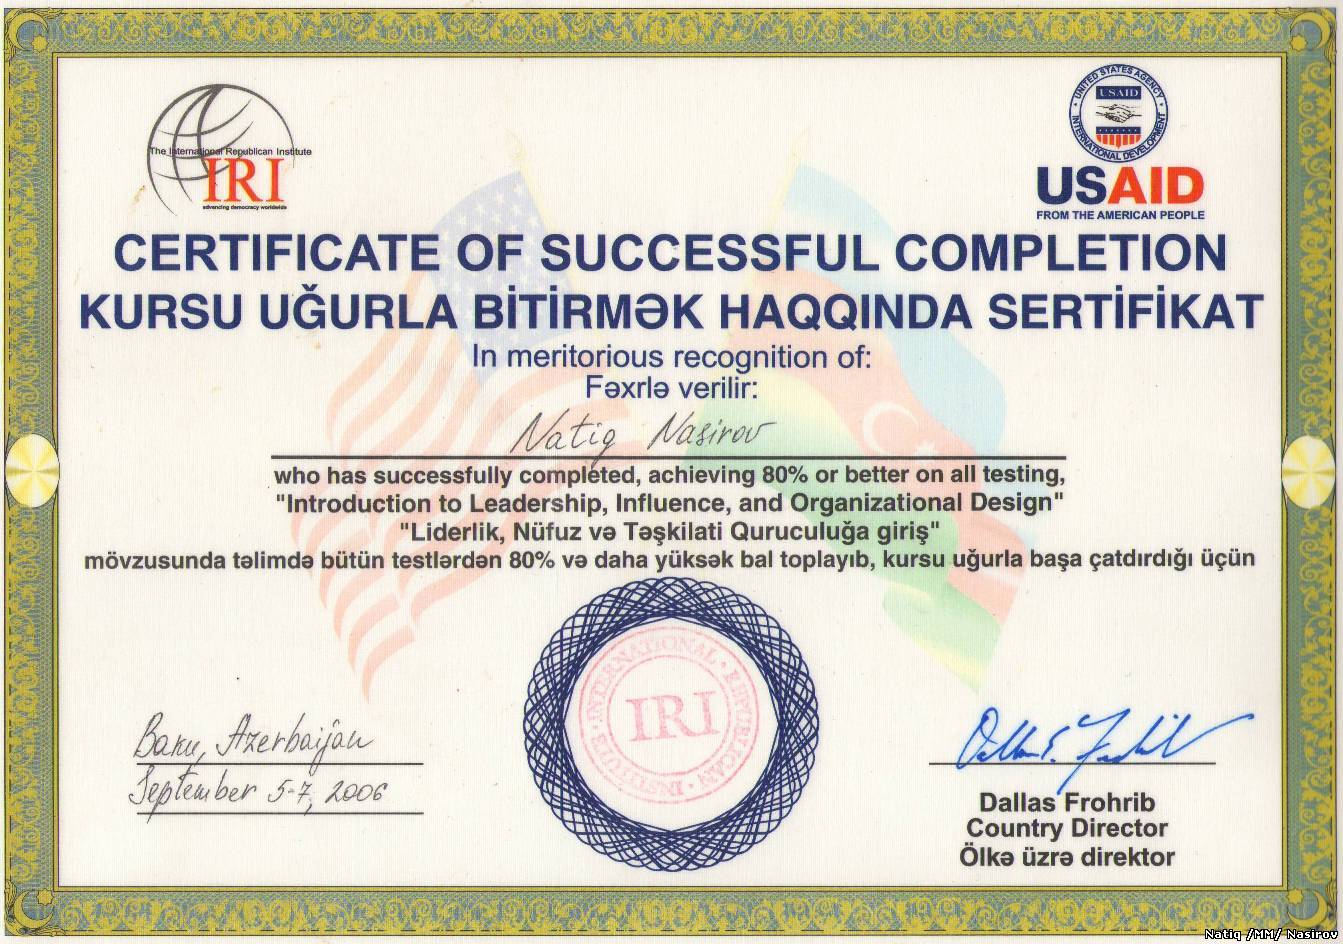 The International Republican Institute
IRI
advancing democracy worldwide
UNITED STATES AGENCY
USAID
INTERNATIONAL DEVELOPMENT
USAID
FROM THE AMERICAN PEOPLE
CERTIFICATE OF SUCCESSFUL COMPLETION
KURSU UĞURLA BİTİRMƏK HAQQINDA SERTİFİKAT
In meritorious recognition of:
Fəxrlə verilir:
Natiq Nasirov
who has successfully completed, achieving 80% or better on all testing,
"Introduction to Leadership, Influence, and Organizational Design"
"Liderlik, Nüfuz və Təşkilati Quruculuğa giriş"
mövzusunda təlimdə bütün testlərdən 80% və daha yüksək bal toplayıb, kursu uğurla başa çatdırdığı üçün
INTERNATIONAL · REPUBLICAN · INSTITUTE ·
IRI
Baku, Azerbaijan
September 5-7, 2006
Dallas Frohrib
Country Director
Ölkə üzrə direktor
Natiq /MM/ Nasirov